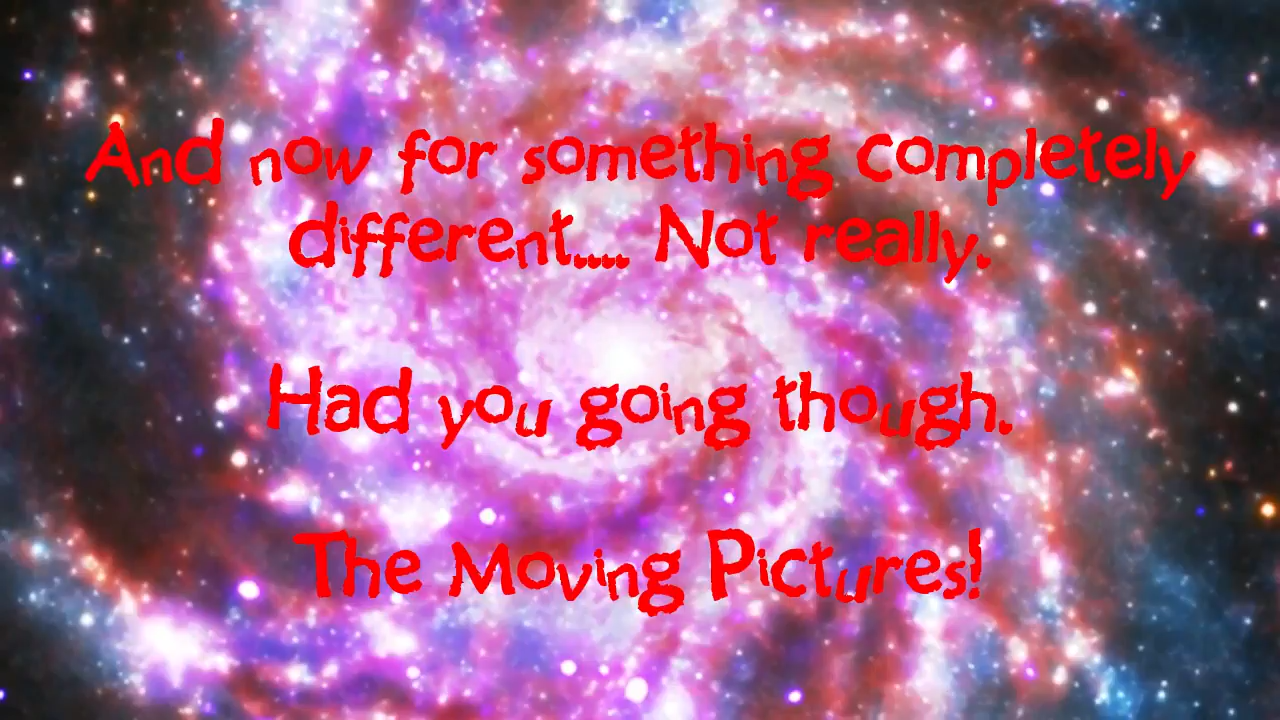 And now for something completely
different.... Not really.
Had you going though.
The Moving Pictures!